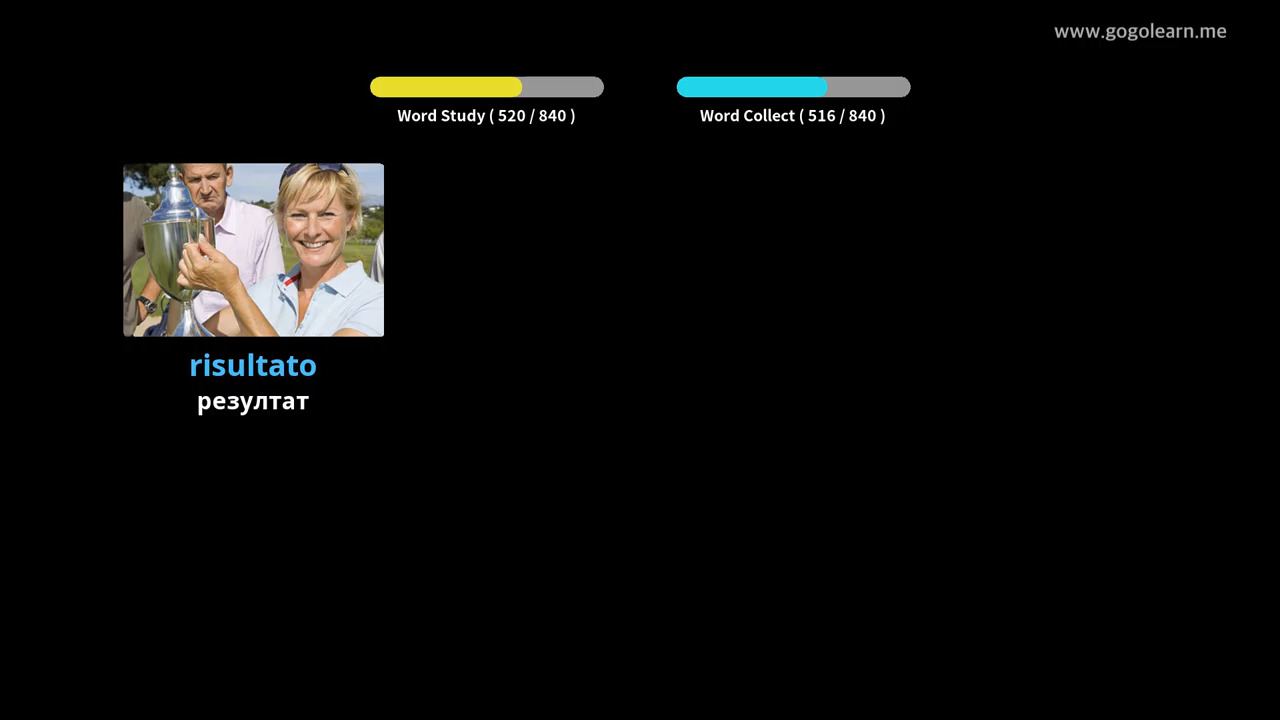 www.gogolearn.me
Word Study ( 520 / 840 )
Word Collect ( 516 / 840 )
risultato
резултат